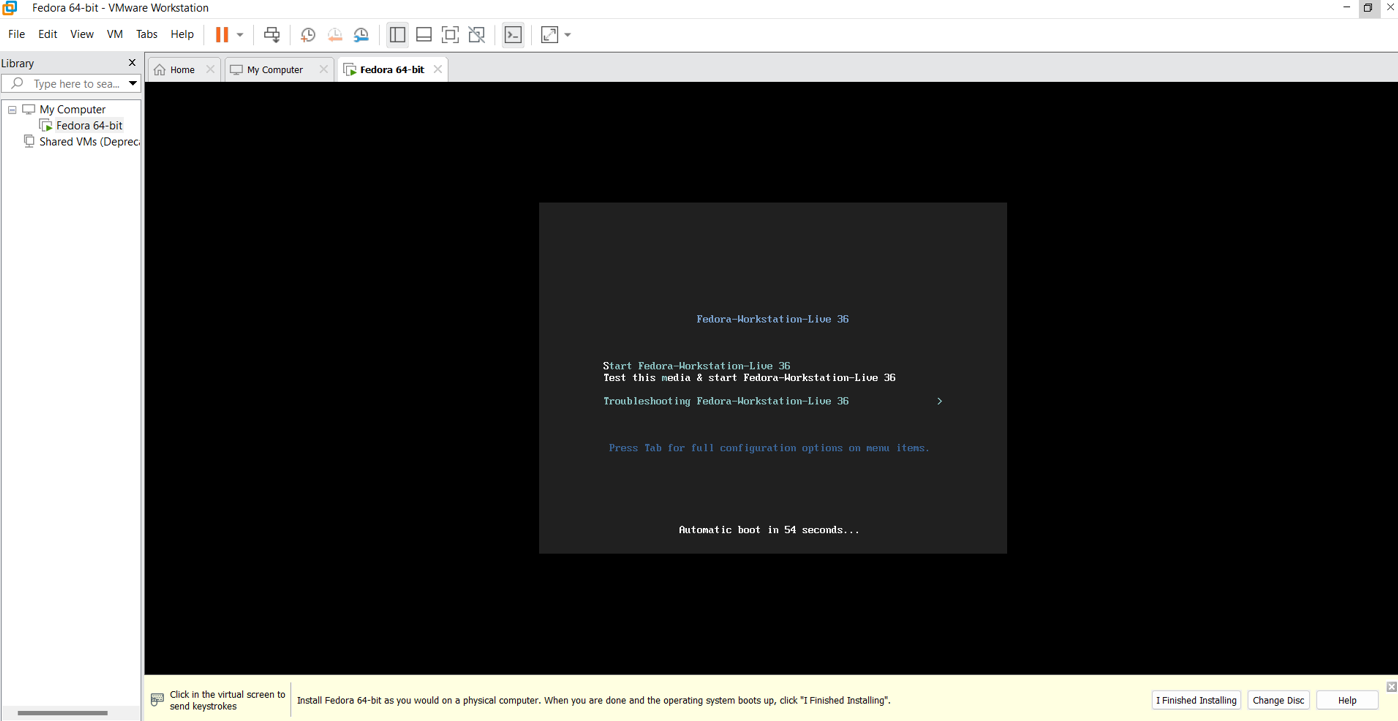 Fedora 64-bit - VMware Workstation
File Edit View VM Tabs Help
Library
Type here to sea...
Home
My Computer
Fedora 64-bit
My Computer
Fedora 64-bit
Shared VMs (Depreca
Fedora-Workstation-Live 36
Start Fedora-Workstation-Live 36
Test this media & start Fedora-Workstation-Live 36
Troubleshooting Fedora-Workstation-Live 36 >
Press Tab for full configuration options on menu items.
Automatic boot in 54 seconds...
Click in the virtual screen to
send keystrokes
Install Fedora 64-bit as you would on a physical computer. When you are done and the operating system boots up, click "I Finished Installing".
I Finished Installing
Change Disc
Help